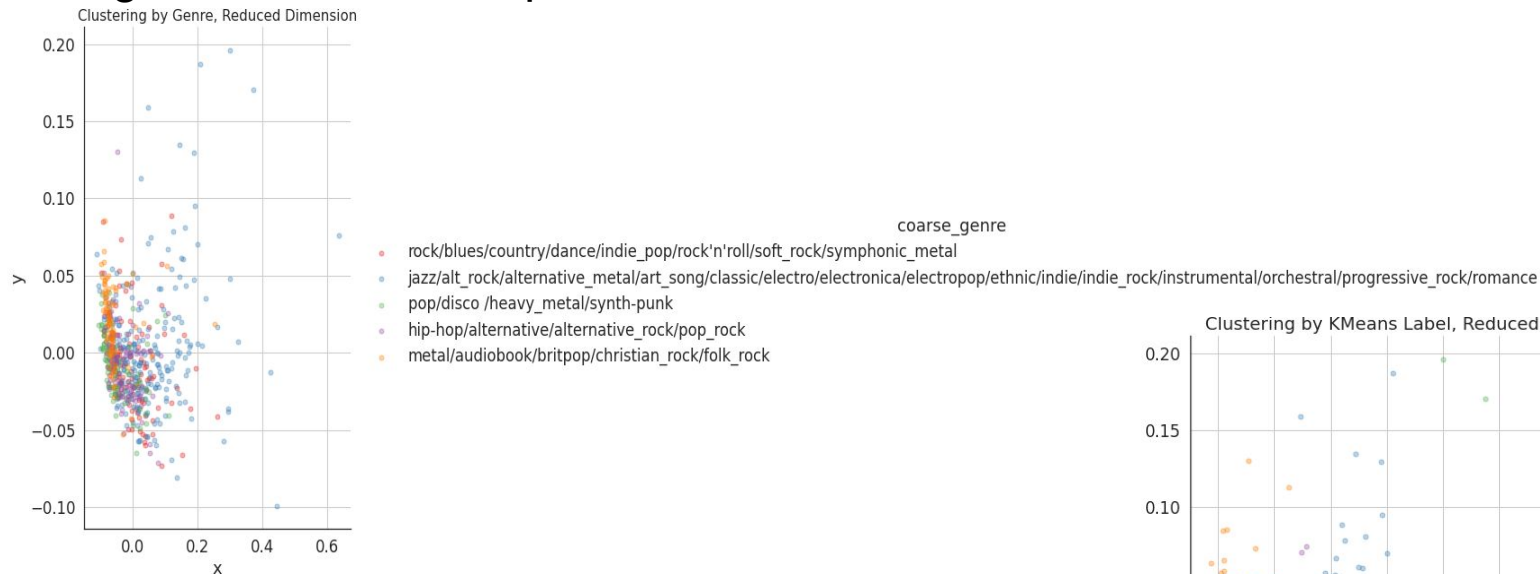 Clustering by Genre, Reduced Dimension
0.20
0.15
0.10
0.05
0.00
−0.05
−0.10
y
0.0 0.2 0.4 0.6
x
coarse_genre
rock/blues/country/dance/indie_pop/rock'n'roll/soft_rock/symphonic_metal
jazz/alt_rock/alternative_metal/art_song/classic/electro/electronica/electropop/ethnic/indie/indie_rock/instrumental/orchestral/progressive_rock/romance
pop/disco /heavy_metal/synth-punk
hip-hop/alternative/alternative_rock/pop_rock
metal/audiobook/britpop/christian_rock/folk_rock
Clustering by KMeans Label, Reduced
0.20
0.15
0.10